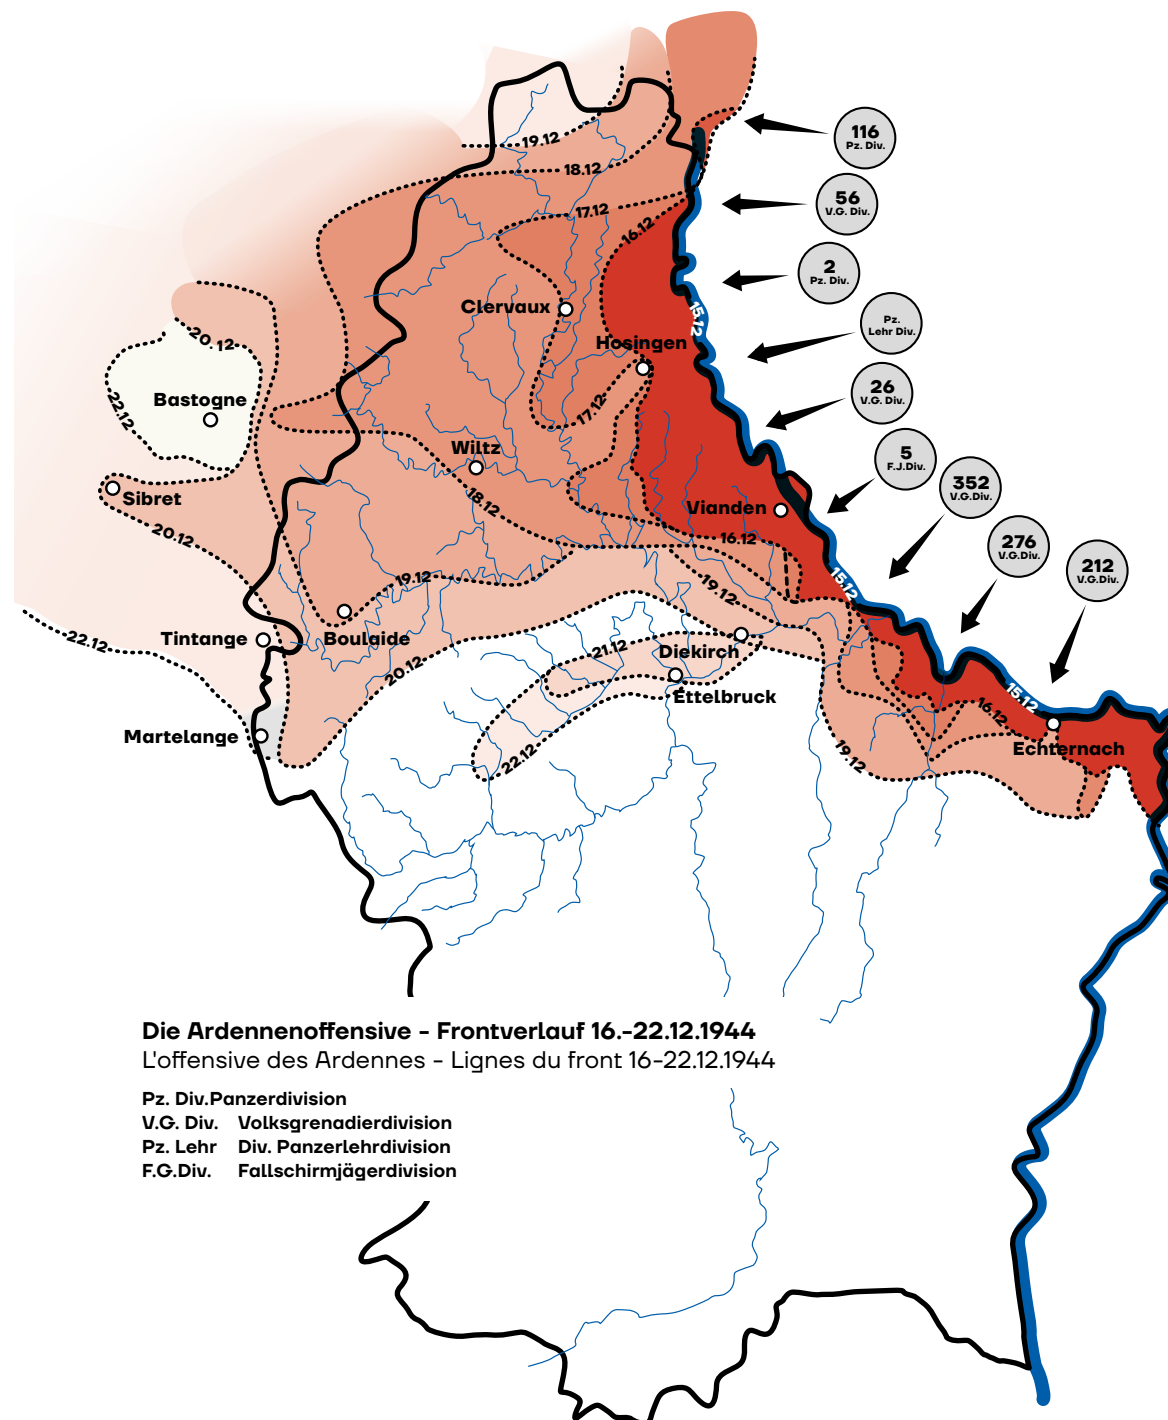 116
Pz. Div.
56
V.G. Div.
2
Pz. Div.
Pz.
Lehr Div.
26
V.G. Div.
5
F.J.Div.
352
V.G.Div.
276
V.G.Div.
212
V.G.Div.
19.12
18.12
17.12
16.12
15.12
Clervaux
Hosingen
20.12
22.12
Bastogne
17.12
Wiltz
Sibret
18.12
Vianden
20.12
16.12
15.12
19.12
19.12
Boulaide
Tintange
22.12
20.12
21.12
Diekirch
Ettelbruck
15.12
16.12
Echternach
Martelange
22.12
19.12
Die Ardennenoffensive - Frontverlauf 16.-22.12.1944
L'offensive des Ardennes - Lignes du front 16-22.12.1944
Pz. Div.Panzerdivision
V.G. Div. Volksgrenadierdivision
Pz. Lehr Div. Panzerlehrdivision
F.G.Div. Fallschirmjägerdivision